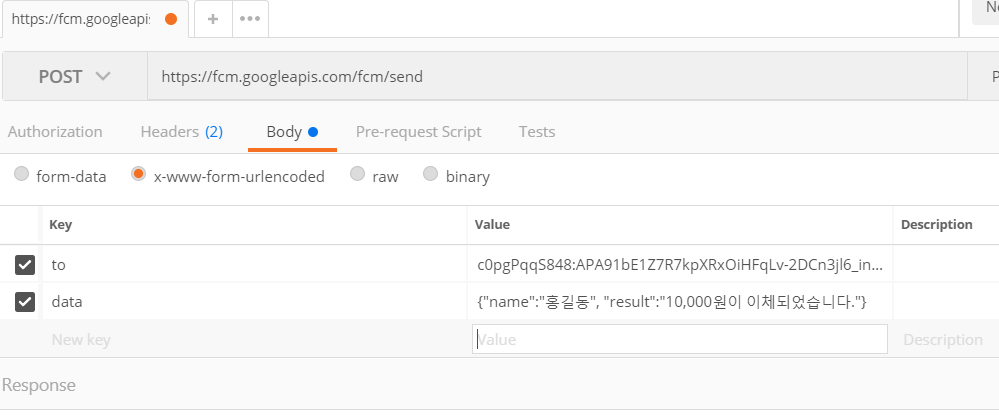 https://fcm.googleapis
POST https://fcm.googleapis.com/fcm/send
Authorization Headers (2) Body Pre-request Script Tests
form-data x-www-form-urlencoded raw binary
Key Value Description
to c0pgPqqS848:APA91bE1Z7R7kpXRxOiHFqLv-2DCn3jl6_in...
data {"name":"홍길동", "result":"10,000원이 이체되었습니다."}
New key Value Description
Response